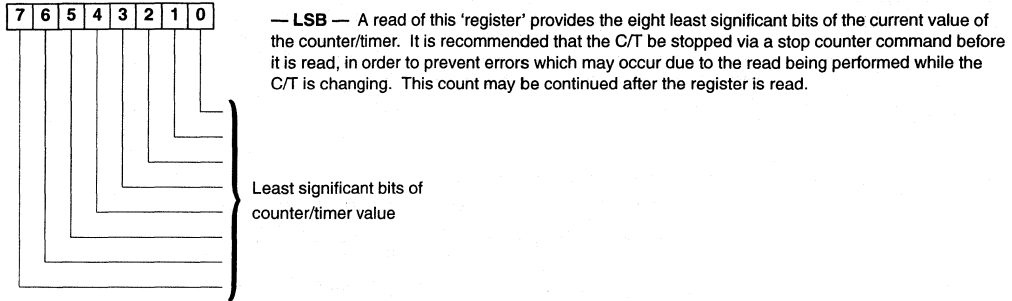 7 6 5 4 3 2 1 0
— LSB — A read of this ‘register’ provides the eight least significant bits of the current value of
the counter/timer. It is recommended that the C/T be stopped via a stop counter command before
it is read, in order to prevent errors which may occur due to the read being performed while the
C/T is changing. This count may be continued after the register is read.
Least significant bits of
counter/timer value